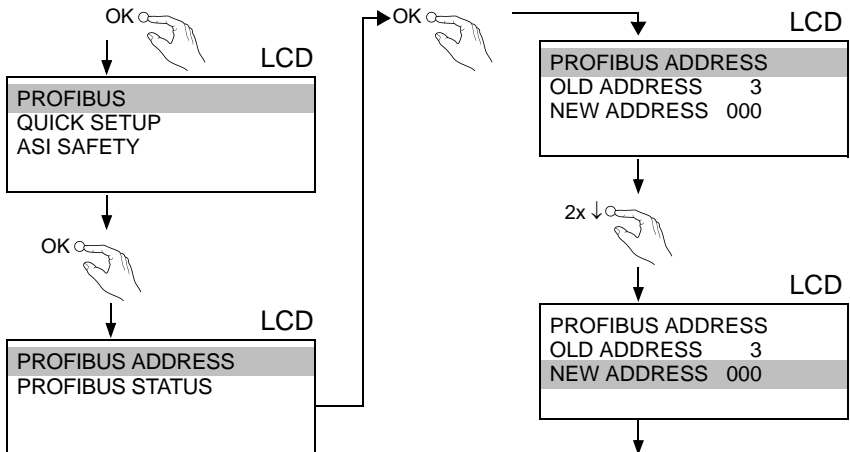 OK
LCD
PROFIBUS
QUICK SETUP
ASI SAFETY
OK
LCD
PROFIBUS ADDRESS
PROFIBUS STATUS
OK
LCD
PROFIBUS ADDRESS
OLD ADDRESS 3
NEW ADDRESS 000
2x ↓
LCD
PROFIBUS ADDRESS
OLD ADDRESS 3
NEW ADDRESS 000